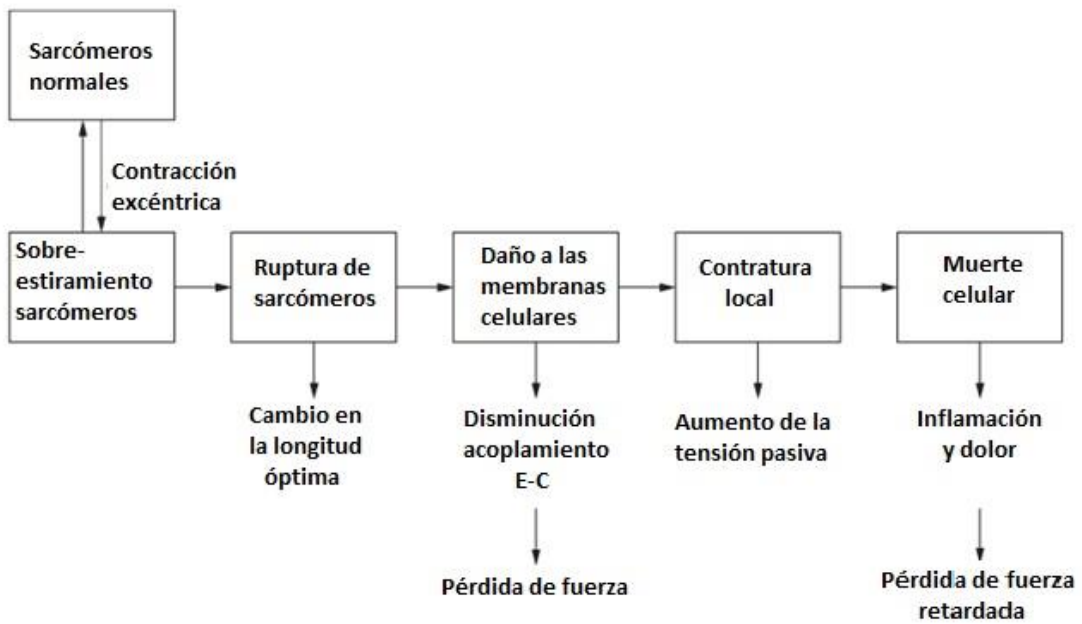 Sarcómeros
normales
Contracción
excéntrica
Sobre-
estiramiento
sarcómeros
Ruptura de
sarcómeros
Daño a las
membranas
celulares
Contratura
local
Muerte
celular
Cambio en
la longitud
óptima
Disminución
acoplamiento
E-C
Aumento de la
tensión pasiva
Inflamación
y dolor
Pérdida de fuerza
Pérdida de fuerza
retardada